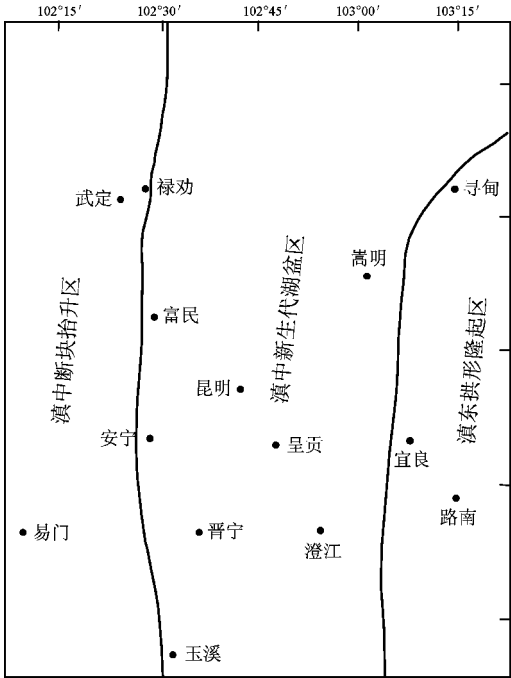 102°15′
102°30′
102°45′
103°00′
103°15′
武定
禄劝
寻甸
嵩明
滇中断块抬升区
滇中新生代湖盆区
滇东拱形隆起区
富民
昆明
安宁
呈贡
宜良
路南
易门
晋宁
澄江
玉溪